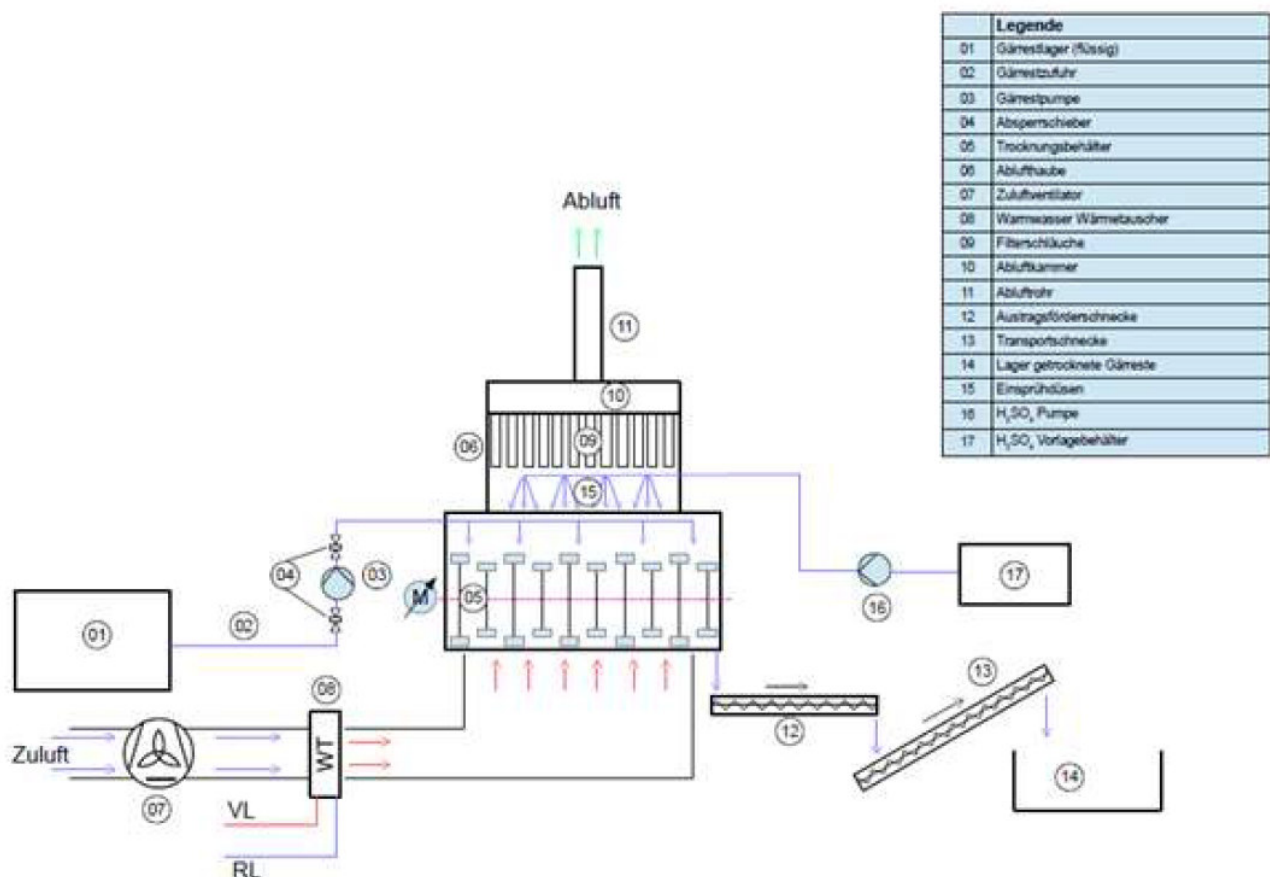 Legende
01 Gärrestlager (flüssig)
02 Gärrestzufuhr
03 Gärrestpumpe
04 Absperrschieber
05 Trocknungsbehälter
06 Ablufthaube
07 Zuluftventilator
08 Warmwasser Wärmetauscher
09 Filterschläuche
10 Abluftkammer
11 Abluftrohr
12 Austragsförderschnecke
13 Transportschnecke
14 Lager getrocknete Gärreste
15 Einsprühdüsen
16 H₂SO₄ Pumpe
17 H₂SO₄ Vorlagebehälter
Abluft
11
10
06
09
15
04
03
M
05
16
17
01
02
08
13
12
Zuluft
WT
14
07
VL
RL